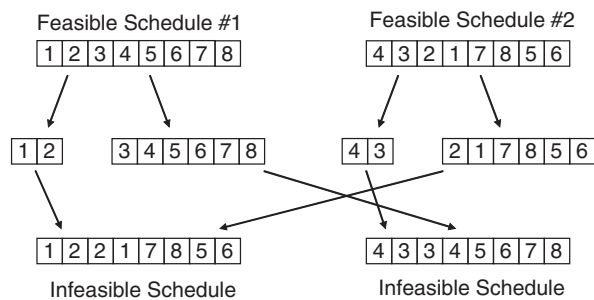 Feasible Schedule #1 Feasible Schedule #2
1 2 3 4 5 6 7 8 4 3 2 1 7 8 5 6
1 2 3 4 5 6 7 8 4 3 2 1 7 8 5 6
1 2 2 1 7 8 5 6 4 3 3 4 5 6 7 8
Infeasible Schedule Infeasible Schedule